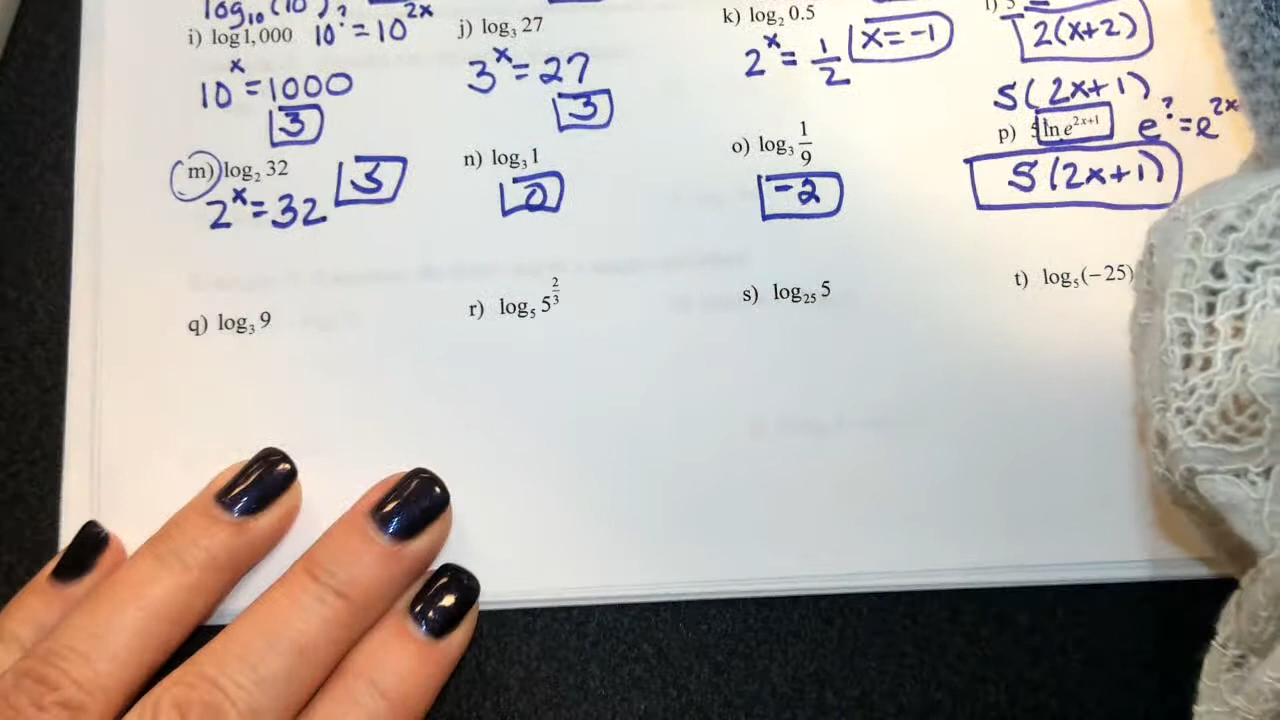 log₁₀(10)?
i) log 1,000 10^? = 10^{2x}
10^x = 1000
3
j) log₃ 27
3^x = 27
3
k) log₂ 0.5
2^x = 1/2 x = -1
2(x+2)
m) log₂ 32
2^x = 32
5
n) log₃ 1
0
o) log₃ 1/9
-2
5(2x+1)
p) ln e^{2x+1} e^? = e^{2x}
5(2x+1)
q) log₃ 9
r) log₅ 5^{2/3}
s) log₂₅ 5
t) log₅(-25)